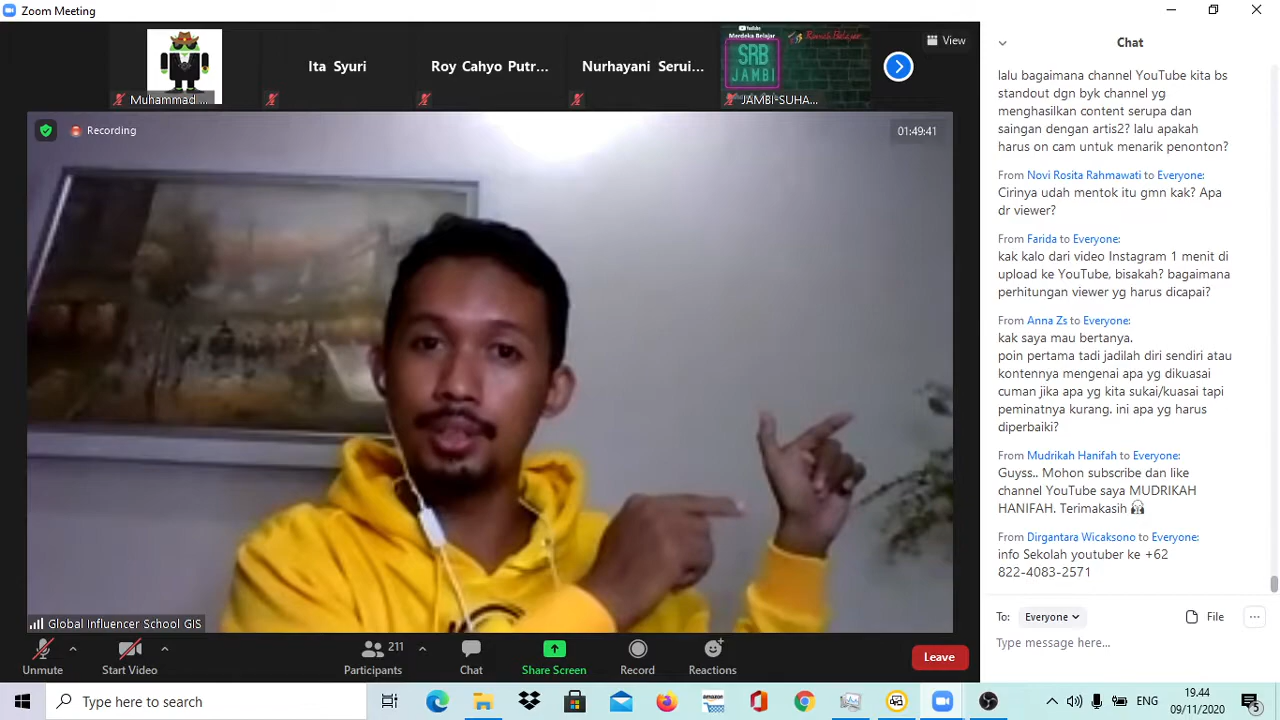 Zoom Meeting
Muhammad ...
Ita Syuri
Roy Cahyo Putr...
Nurhayani Serui...
YouTube
Merdeka Belajar
Rumah Belajar
SRB
JAMBI
JAMBI-SUHA...
View
Recording
01:49:41
Global Influencer School GIS
Chat
lalu bagaimana channel YouTube kita bs
standout dgn byk channel yg
menghasilkan content serupa dan
saingan dengan artis2? lalu apakah
harus on cam untuk menarik penonton?
From Novi Rosita Rahmawati to Everyone:
Cirinya udah mentok itu gmn kak? Apa
dr viewer?
From Farida to Everyone:
kak kalo dari video Instagram 1 menit di
upload ke YouTube, bisakah? bagaimana
perhitungan viewer yg harus dicapai?
From Anna Zs to Everyone:
kak saya mau bertanya.
poin pertama tadi jadilah diri sendiri atau
kontennya mengenai apa yg dikuasai
cuman jika apa yg kita sukai/kuasai tapi
peminatnya kurang. ini apa yg harus
diperbaiki?
From Mudrikah Hanifah to Everyone:
Guyss.. Mohon subscribe dan like
channel YouTube saya MUDRIKAH
HANIFAH. Terimakasih
From Dirgantara Wicaksono to Everyone:
info Sekolah youtuber ke +62
822-4083-2571
To: Everyone
File
Type message here...
Unmute
Start Video
211
Participants
Chat
Share Screen
Record
Reactions
Leave
Type here to search
amazon
ENG
19,44
09/11/2020
5